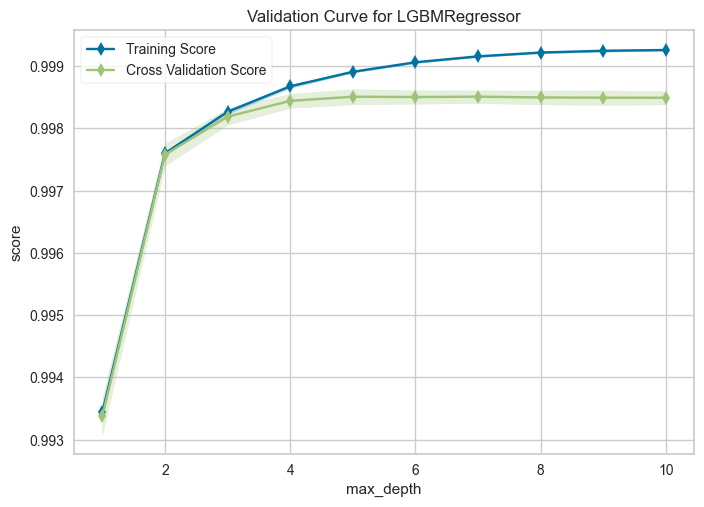 Validation Curve for LGBMRegressor
Training Score
Cross Validation Score
0.999
0.998
0.997
0.996
0.995
0.994
0.993
score
2
4
6
8
10
max_depth